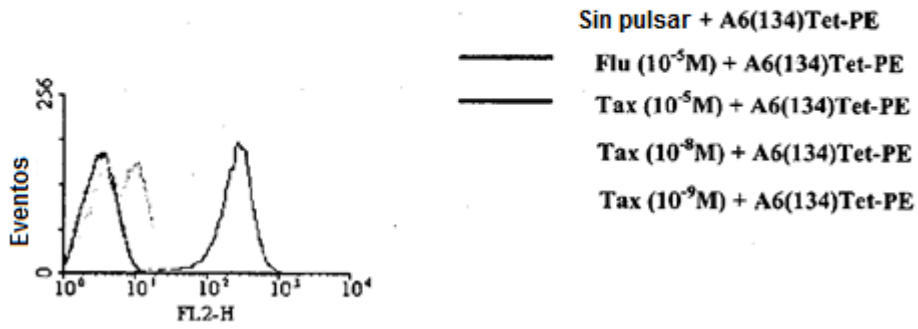 Sin pulsar + A6(134)Tet-PE
Flu (10⁻⁵M) + A6(134)Tet-PE
Tax (10⁻⁵M) + A6(134)Tet-PE
Tax (10⁻⁸M) + A6(134)Tet-PE
Tax (10⁻⁹M) + A6(134)Tet-PE
256
Eventos
0
10⁰ 10¹ 10² 10³ 10⁴
FL2-H